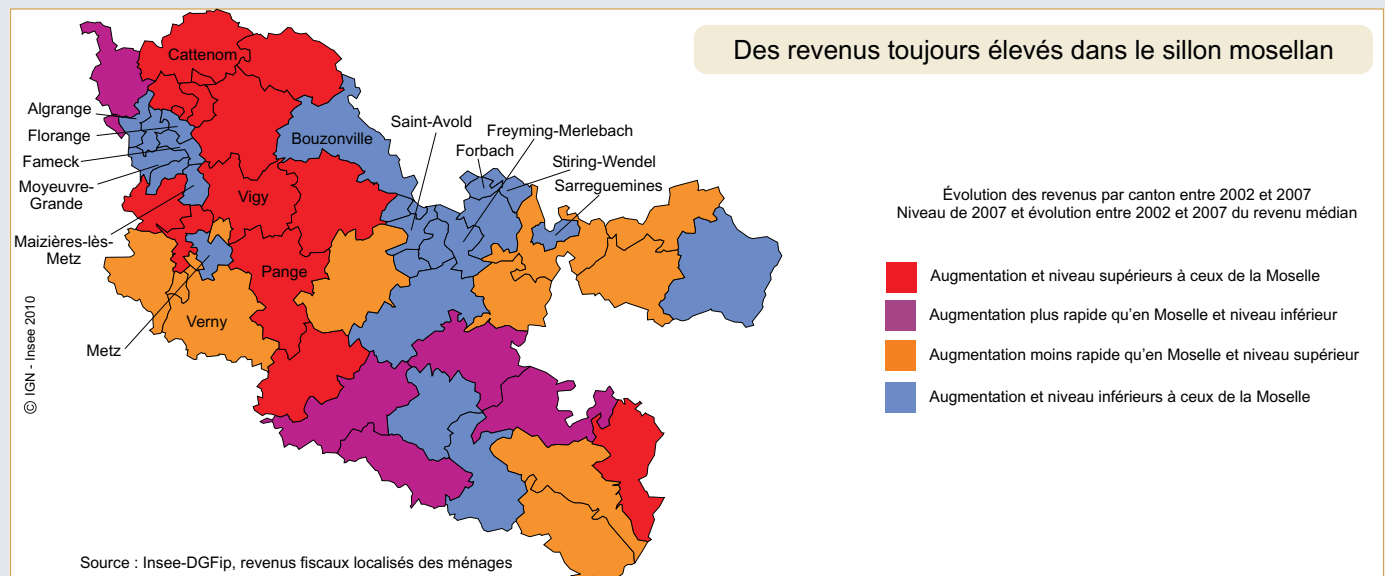 Des revenus toujours élevés dans le sillon mosellan
Cattenom
Algrange
Florange
Fameck
Moyeuvre-
Grande
Maizières-lès-
Metz
Metz
Bouzonville
Vigy
Pange
Verny
Saint-Avold
Freyming-Merlebach
Forbach
Stiring-Wendel
Sarreguemines
Évolution des revenus par canton entre 2002 et 2007
Niveau de 2007 et évolution entre 2002 et 2007 du revenu médian
Augmentation et niveau supérieurs à ceux de la Moselle
Augmentation plus rapide qu'en Moselle et niveau inférieur
Augmentation moins rapide qu'en Moselle et niveau supérieur
Augmentation et niveau inférieurs à ceux de la Moselle
© IGN - Insee 2010
Source : Insee-DGFip, revenus fiscaux localisés des ménages